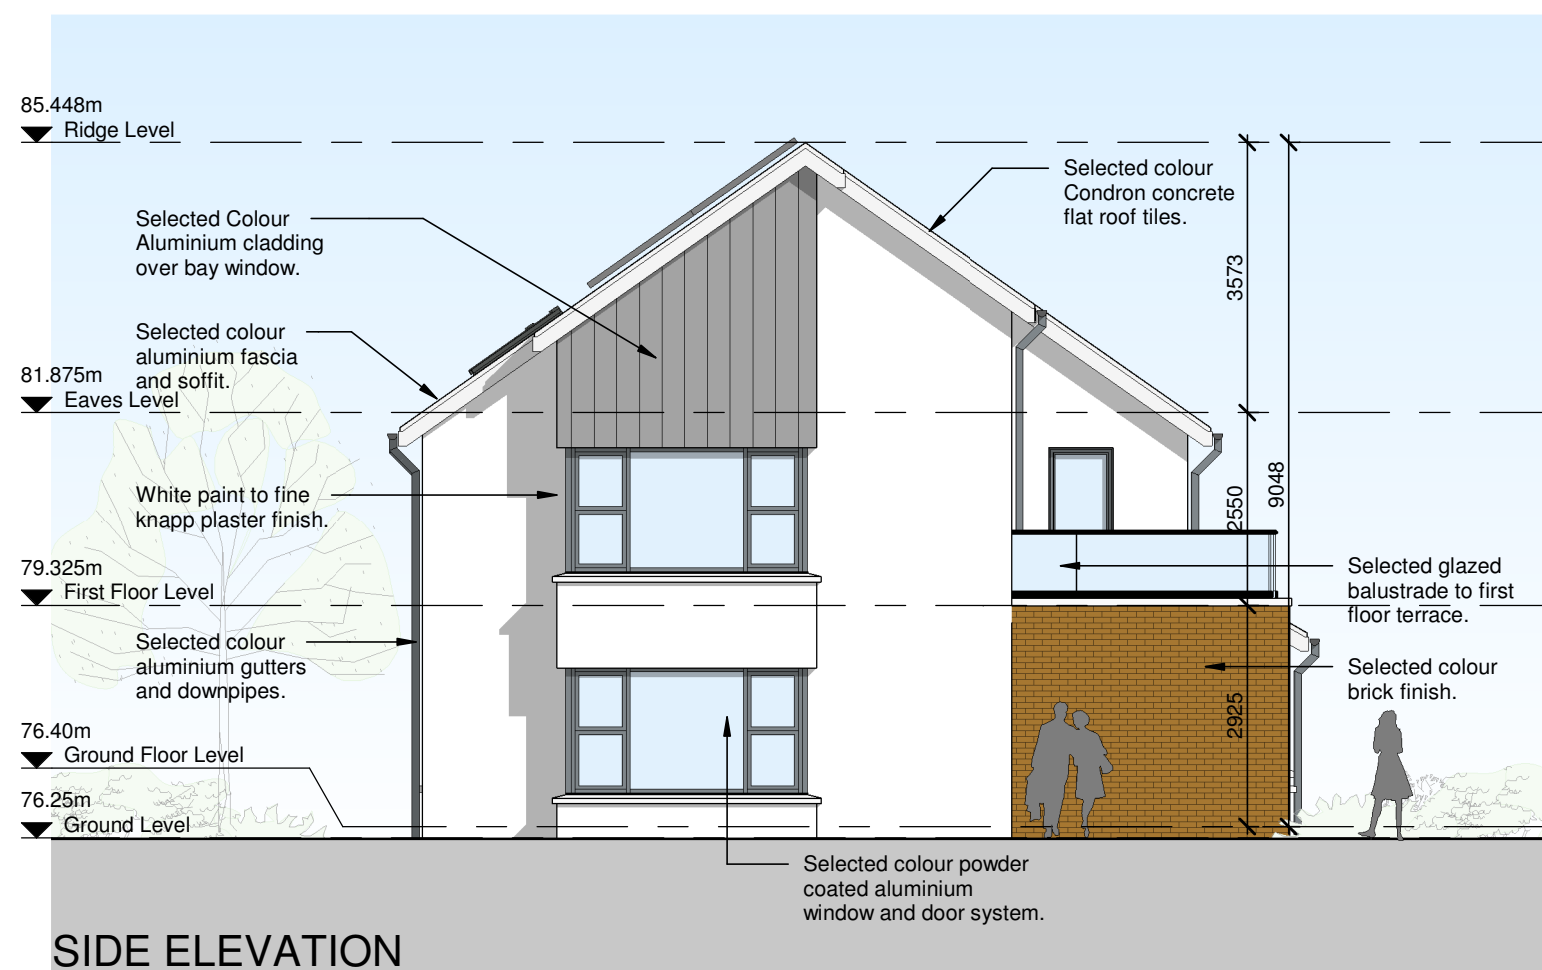 85.448m
Ridge Level
Selected colour
Condron concrete
flat roof tiles.
Selected Colour
Aluminium cladding
over bay window.
3573
Selected colour
aluminium fascia
and soffit.
81.875m
Eaves Level
White paint to fine
knapp plaster finish.
2550
9048
79.325m
First Floor Level
Selected glazed
balustrade to first
floor terrace.
Selected colour
aluminium gutters
and downpipes.
Selected colour
brick finish.
2925
76.40m
Ground Floor Level
76.25m
Ground Level
Selected colour powder
coated aluminium
window and door system.
SIDE ELEVATION